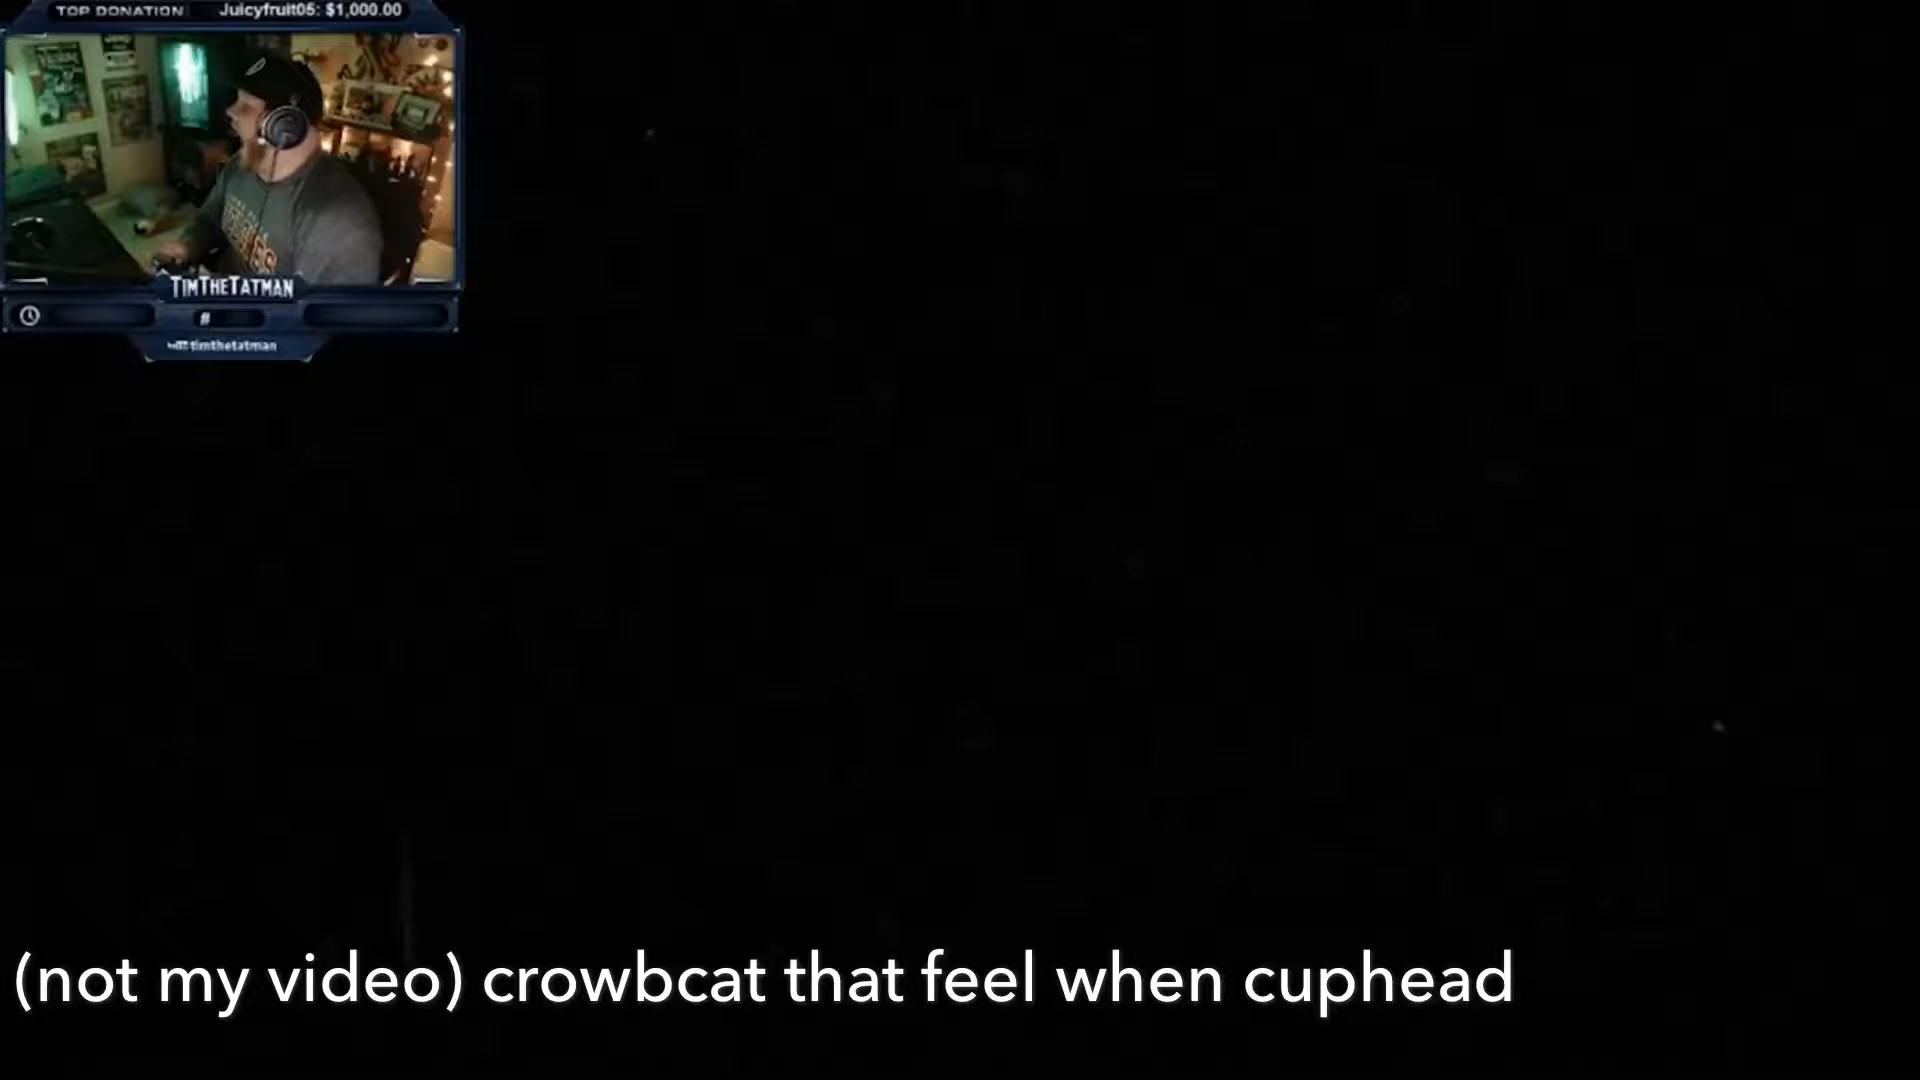 TOP DONATION Juicyfruit05: $1,000.00
TIMTHETATMAN
#
timthetatman
(not my video) crowbcat that feel when cuphead